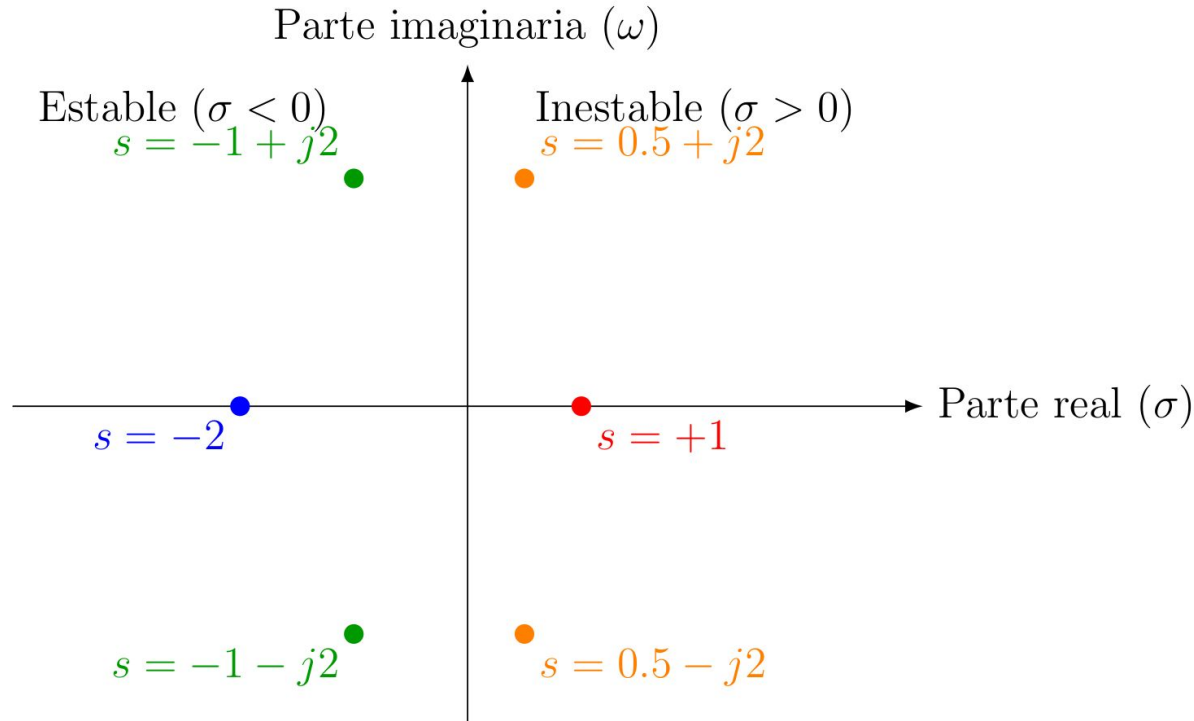 Parte imaginaria (ω)
Estable (σ < 0)
Inestable (σ > 0)
s = −1 + j2
s = 0.5 + j2
Parte real (σ)
s = −2
s = +1
s = −1 − j2
s = 0.5 − j2